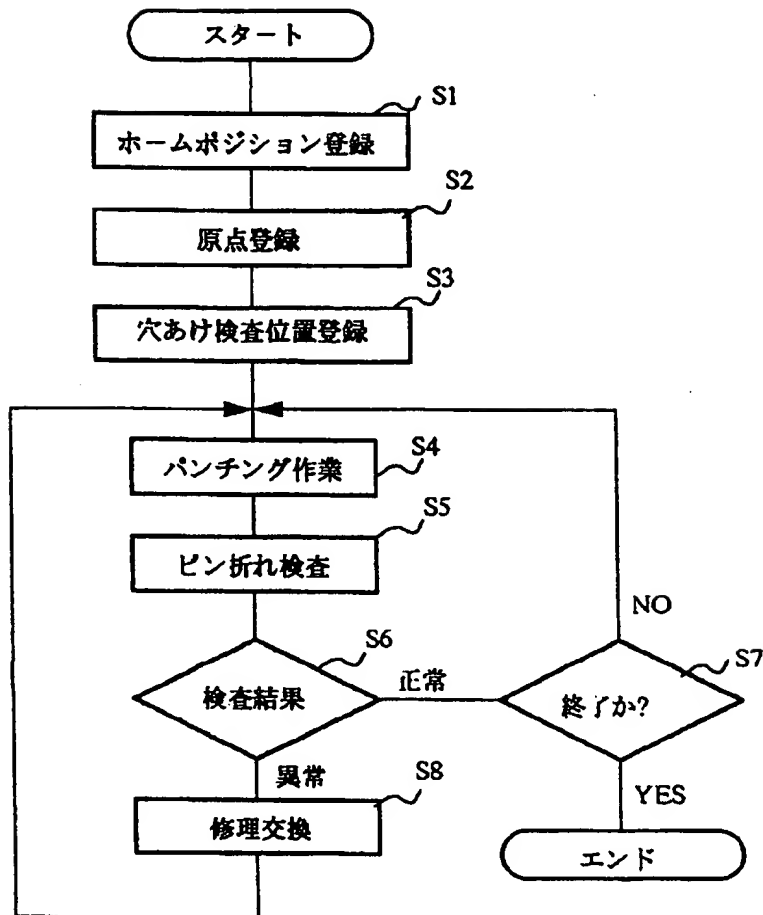 スタート
S1
ホームポジション登録
S2
原点登録
S3
穴あけ検査位置登録
S4
パンチング作業
S5
ピン折れ検査
NO
S6
検査結果
正常
S7
終了か?
異常
S8
修理交換
YES
エンド